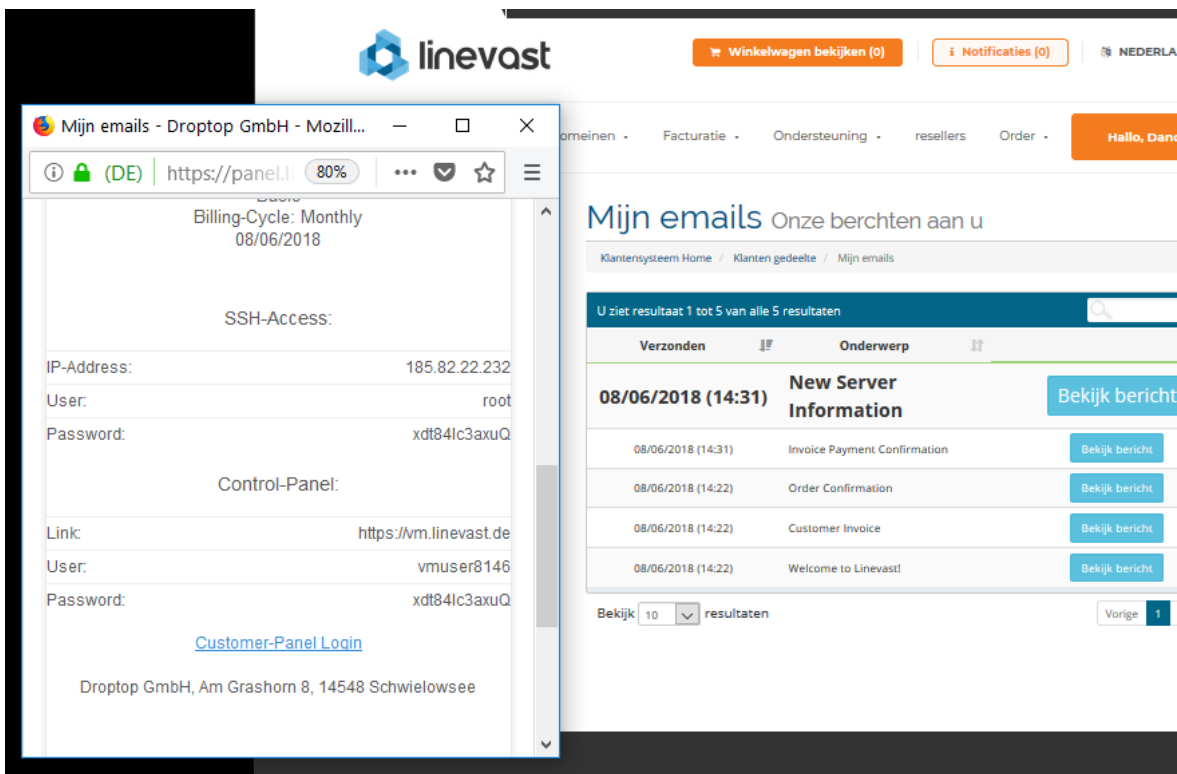 linevast
Winkelwagen bekijken (0)
i Notificaties (0)
NEDERLA
omeinen
Facturatie
Ondersteuning
resellers
Order
Hallo, Dan
Mijn emails - Droptop GmbH - Mozill...
(DE) https://panel.li 80%
Billing-Cycle: Monthly
08/06/2018
SSH-Access:
IP-Address: 185.82.22.232
User: root
Password: xdt84lc3axuQ
Control-Panel:
Link: https://vm.linevast.de
User: vmuser8146
Password: xdt84lc3axuQ
Customer-Panel Login
Droptop GmbH, Am Grashorn 8, 14548 Schwielowsee
Mijn emails Onze berchten aan u
Klantensysteem Home / Klanten gedeelte / Mijn emails
U ziet resultaat 1 tot 5 van alle 5 resultaten
Verzonden Onderwerp
08/06/2018 (14:31) New Server Information Bekijk bericht
08/06/2018 (14:31) Invoice Payment Confirmation Bekijk bericht
08/06/2018 (14:22) Order Confirmation Bekijk bericht
08/06/2018 (14:22) Customer Invoice Bekijk bericht
08/06/2018 (14:22) Welcome to Linevast! Bekijk bericht
Bekijk 10 resultaten
Vorige 1